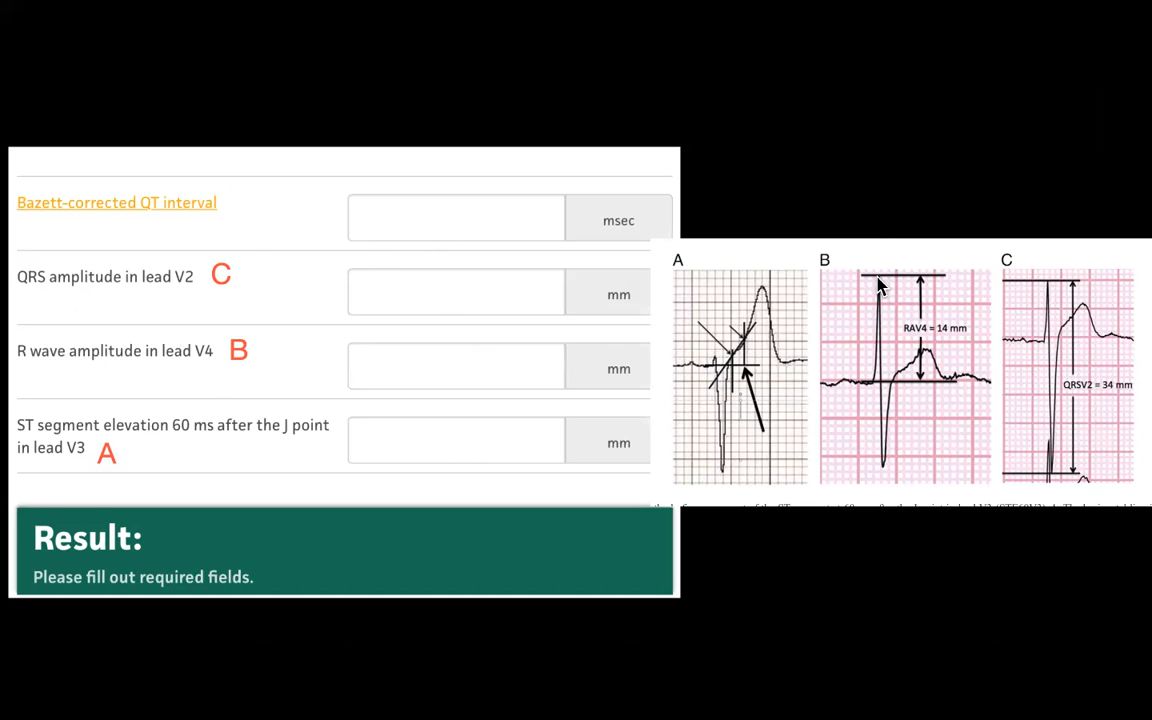 Bazett-corrected QT interval
msec
QRS amplitude in lead V2 C
mm
R wave amplitude in lead V4 B
mm
ST segment elevation 60 ms after the J point
in lead V3 A
mm
Result:
Please fill out required fields.
A
B
C
RAV4 = 14 mm
QRSV2 = 34 mm